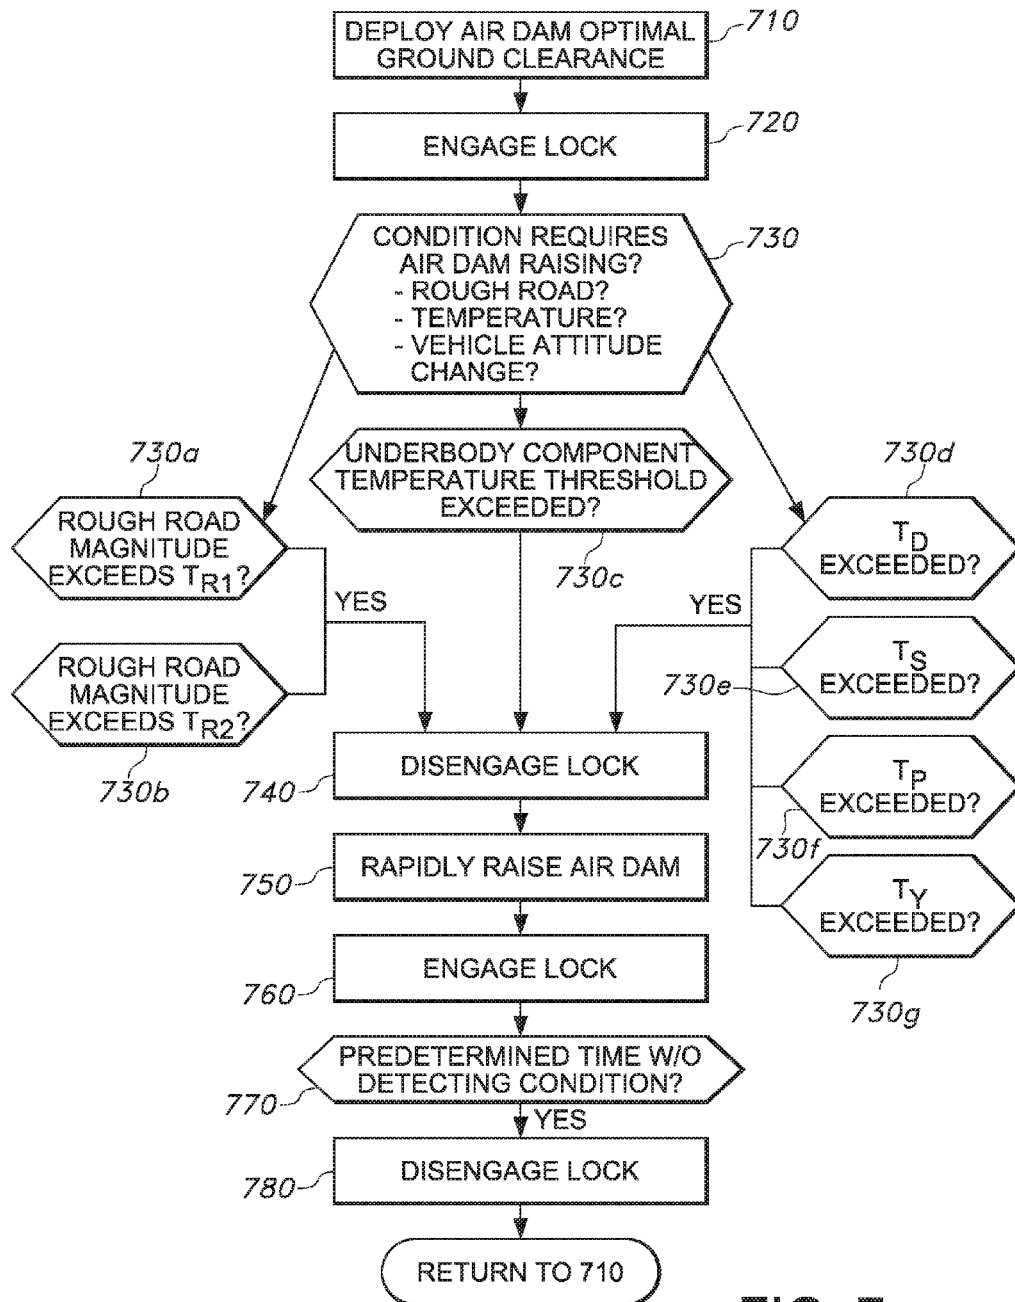 DEPLOY AIR DAM OPTIMAL
GROUND CLEARANCE
710
ENGAGE LOCK
720
CONDITION REQUIRES
AIR DAM RAISING?
- ROUGH ROAD?
- TEMPERATURE?
- VEHICLE ATTITUDE
CHANGE?
730
730a
ROUGH ROAD
MAGNITUDE
EXCEEDS TR1?
UNDERBODY COMPONENT
TEMPERATURE THRESHOLD
EXCEEDED?
730c
730d
TD
EXCEEDED?
YES
YES
ROUGH ROAD
MAGNITUDE
EXCEEDS TR2?
730b
TS
EXCEEDED?
730e
DISENGAGE LOCK
740
TP
EXCEEDED?
730f
RAPIDLY RAISE AIR DAM
750
TY
EXCEEDED?
730g
ENGAGE LOCK
760
PREDETERMINED TIME W/O
DETECTING CONDITION?
770
YES
DISENGAGE LOCK
780
RETURN TO 710